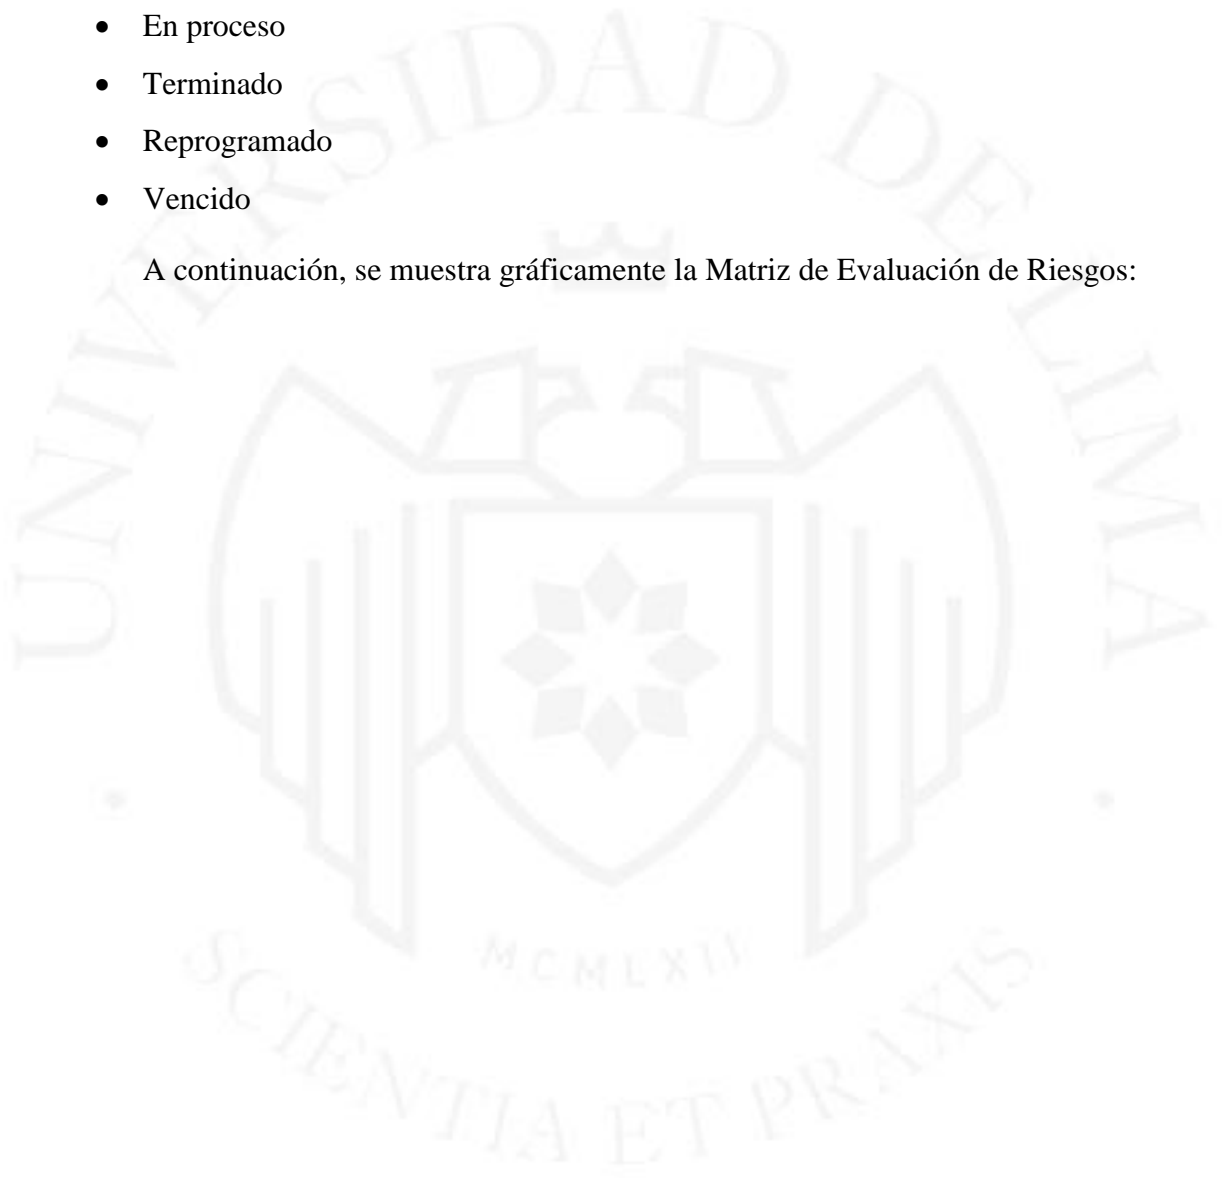 • En proceso
• Terminado
• Reprogramado
• Vencido
A continuación, se muestra gráficamente la Matriz de Evaluación de Riesgos:
UNIVERSIDAD DE LIMA
MCMLXII
SCIENTIA ET PRAXIS